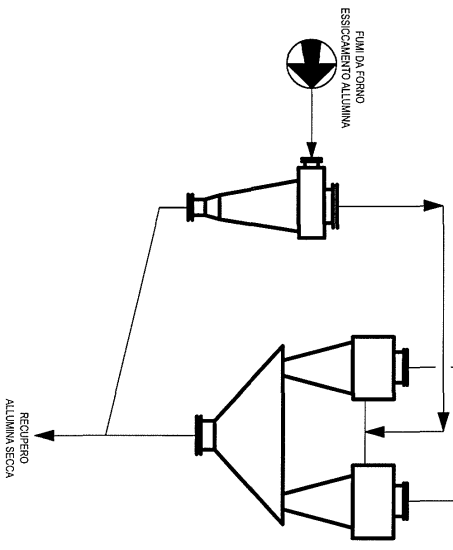 FUMI DA FORNO
ESSICCAMENTO ALLUMINA
RECUPERO
ALLUMINA SECCA